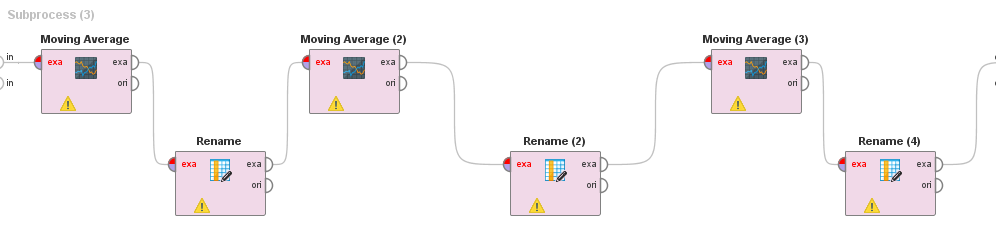 Subprocess (3)
Moving Average
Moving Average (2)
Moving Average (3)
in
exa
exa
exa
exa
exa
exa
in
ori
ori
ori
Rename
Rename (2)
Rename (4)
exa
exa
exa
exa
exa
exa
ori
ori
ori